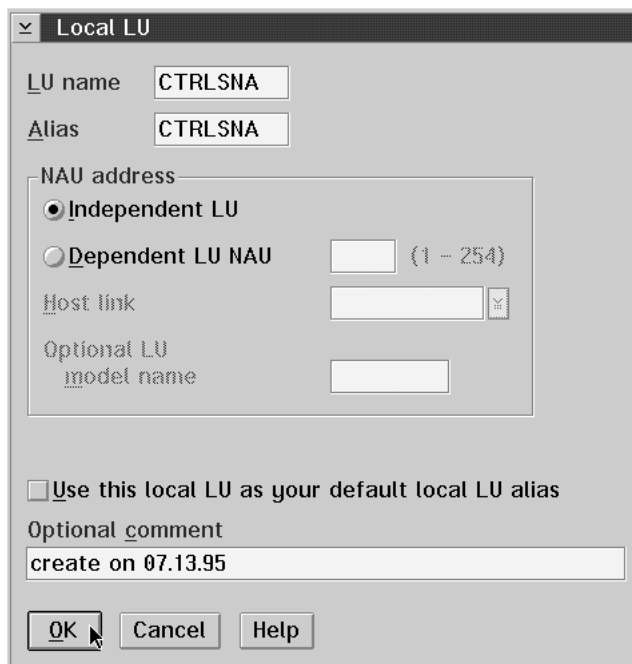 Local LU
LU name CTRLSNA
Alias CTRLSNA
NAU address
Independent LU
Dependent LU NAU (1 - 254)
Host link
Optional LU
model name
Use this local LU as your default local LU alias
Optional comment
create on 07.13.95
OK Cancel Help